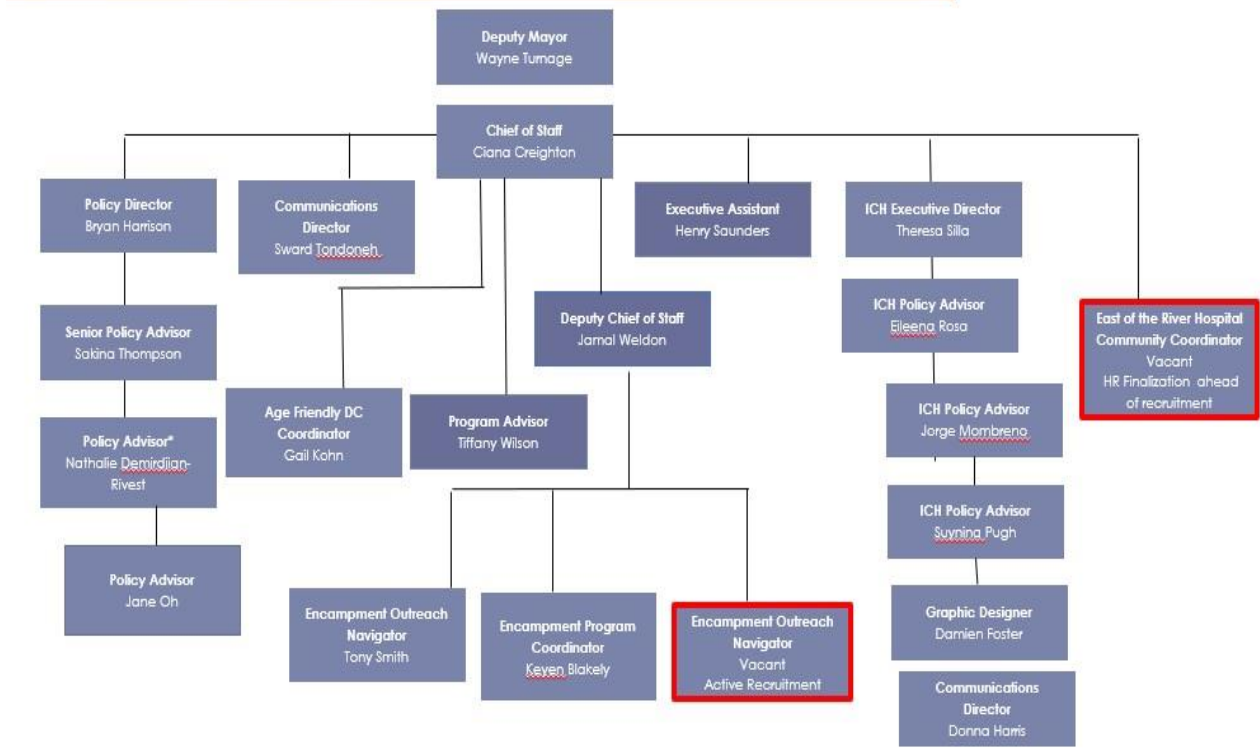 Deputy Mayor
Wayne Turnage
Chief of Staff
Ciana Creighton
Policy Director
Bryan Harrison
Communications
Director
Sward Tondoneh
Executive Assistant
Henry Saunders
ICH Executive Director
Theresa Silla
Senior Policy Advisor
Sakina Thompson
Deputy Chief of Staff
Jamal Weldon
ICH Policy Advisor
Eileena Rosa
East of the River Hospital
Community Coordinator
Vacant
HR Finalization ahead
of recruitment
Policy Advisor*
Nathalie Demirdjian-
Rivest
Age Friendly DC
Coordinator
Gail Kohn
Program Advisor
Tiffany Wilson
ICH Policy Advisor
Jorge Mombreno
Policy Advisor
Jane Oh
ICH Policy Advisor
Suynina Pugh
Encampment Outreach
Navigator
Tony Smith
Encampment Program
Coordinator
Keyen Blakely
Encampment Outreach
Navigator
Vacant
Active Recruitment
Graphic Designer
Damien Foster
Communications
Director
Donna Harris